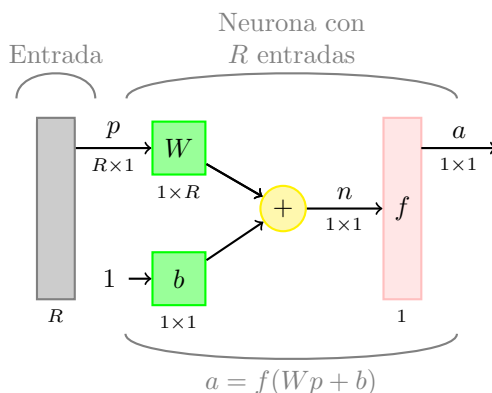 Entrada
Neurona con
R entradas
p
R×1
W
1×R
+
n
1×1
f
a
1×1
1
b
1×1
R
1
a = f(Wp + b)